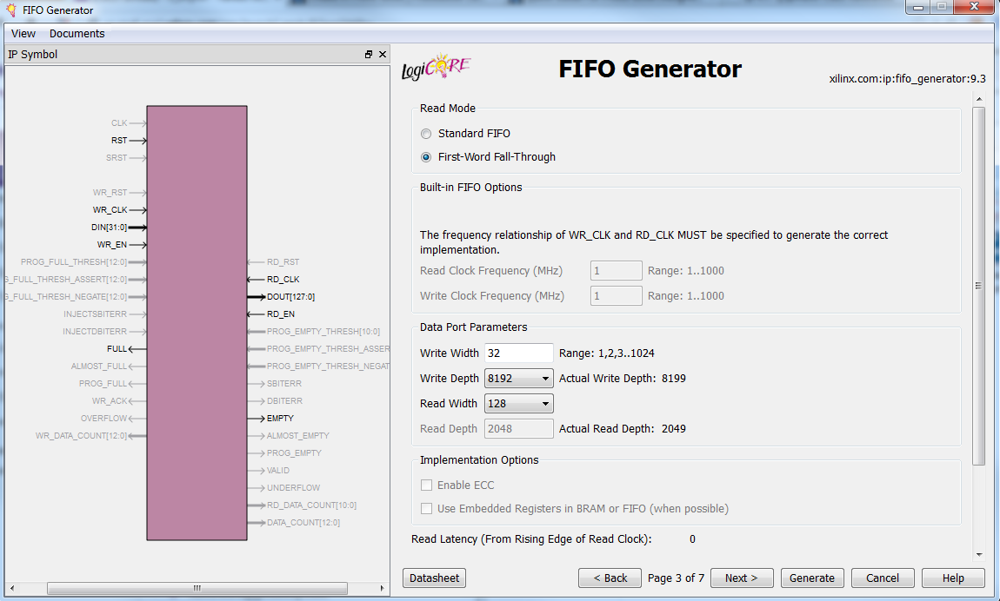 FIFO Generator
View Documents
IP Symbol
CLK
RST
SRST
WR_RST
WR_CLK
DIN[31:0]
WR_EN
PROG_FULL_THRESH[12:0]
G_FULL_THRESH_ASSERT[12:0]
G_FULL_THRESH_NEGATE[12:0]
INJECTSBITERR
INJECTDBITERR
FULL
ALMOST_FULL
PROG_FULL
WR_ACK
OVERFLOW
WR_DATA_COUNT[12:0]
RD_RST
RD_CLK
DOUT[127:0]
RD_EN
PROG_EMPTY_THRESH[10:0]
PROG_EMPTY_THRESH_ASSER
PROG_EMPTY_THRESH_NEGAT
SBITERR
DBITERR
EMPTY
ALMOST_EMPTY
PROG_EMPTY
VALID
UNDERFLOW
RD_DATA_COUNT[10:0]
DATA_COUNT[12:0]
LogiCORE
FIFO Generator
xilinx.com:ip:fifo_generator:9.3
Read Mode
Standard FIFO
First-Word Fall-Through
Built-in FIFO Options
The frequency relationship of WR_CLK and RD_CLK MUST be specified to generate the correct
implementation.
Read Clock Frequency (MHz) 1 Range: 1..1000
Write Clock Frequency (MHz) 1 Range: 1..1000
Data Port Parameters
Write Width 32 Range: 1,2,3..1024
Write Depth 8192 Actual Write Depth: 8199
Read Width 128
Read Depth 2048 Actual Read Depth: 2049
Implementation Options
Enable ECC
Use Embedded Registers in BRAM or FIFO (when possible)
Read Latency (From Rising Edge of Read Clock): 0
Datasheet < Back Page 3 of 7 Next > Generate Cancel Help